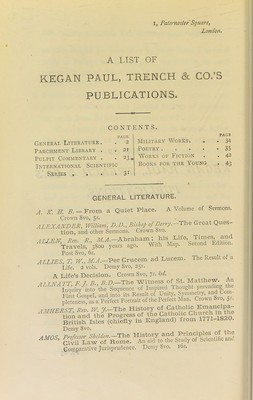 1, Paternoster Square,
London.
A LIST OF
KEGAN PAUL, TRENCH & CO.'S
PUBLICATIONS.
CONTENTS.
PAGE
GENERAL LITERATURE. . 2
PARCHMENT LIBRARY . . 21
PULPIT COMMENTARY . . 23
INTERNATIONAL SCIENTIFIC
SERIES . . . 31
PAGE
MILITARY WORKS. . . 34
POETRY . . . . 35
WORKS OF FICTION . . 42
BOOKS FOR THE YOUNG . 43
GENERAL LITERATURE.
A. K. H. B.—From a Quiet Place. A Volume of Sermons.
Crown 8vo, 5s.
ALEXANDER, William, D.D., Bishop of Derry.—The Great Ques-
tion, and other Sermons. Crown 8vo.
ALLEN, Rev. R., M.A.—Abraham: his Life, Times, and
Travels, 3800 years ago. With Map. Second Edition.
Post 8vo, 6s.
ALLIES, T. W., M.A.—Per Crucem ad Lucem. The Result of a
Life. 2 vols. Demy 8vo, 25s.
A Life's Decision. Crown 8vo, 7s. 6d.
ALLNATT, F. J. B., B.D.—The Witness of St. Matthew. An
Inquiry into the Sequence of Inspired Thought pervading the
First Gospel, and into its Result of Unity, Symmetry, and Com-
pleteness, as a Perfect Portrait of the Perfect Man. Crown 8vo, 5s.
AMHERST, Rev. W. J.—The History of Catholic Emancipa-
tion and the Progress of the Catholic Church in the
British Isles (chiefly in England) from 1771-1820.
Demy 8vo.
AMOS, Professor Sheldon.—The History and Principles of the
Civil Law of Rome. An aid to the Study of Scientific and
Comparative Jurisprudence. Demy 8vo. 16s.